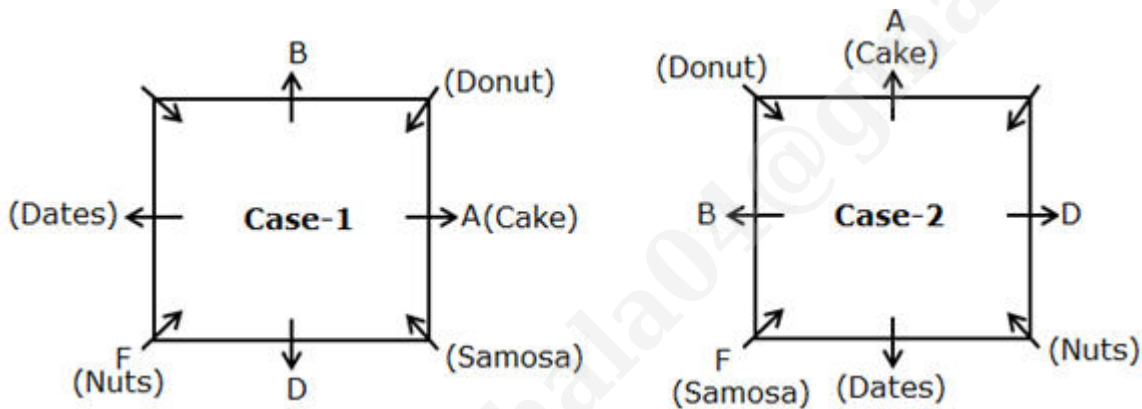 B
(Donut)
(Dates)
Case-1
A(Cake)
F
(Nuts)
D
(Samosa)
A
(Cake)
(Donut)
B
Case-2
D
F
(Samosa)
(Dates)
(Nuts)